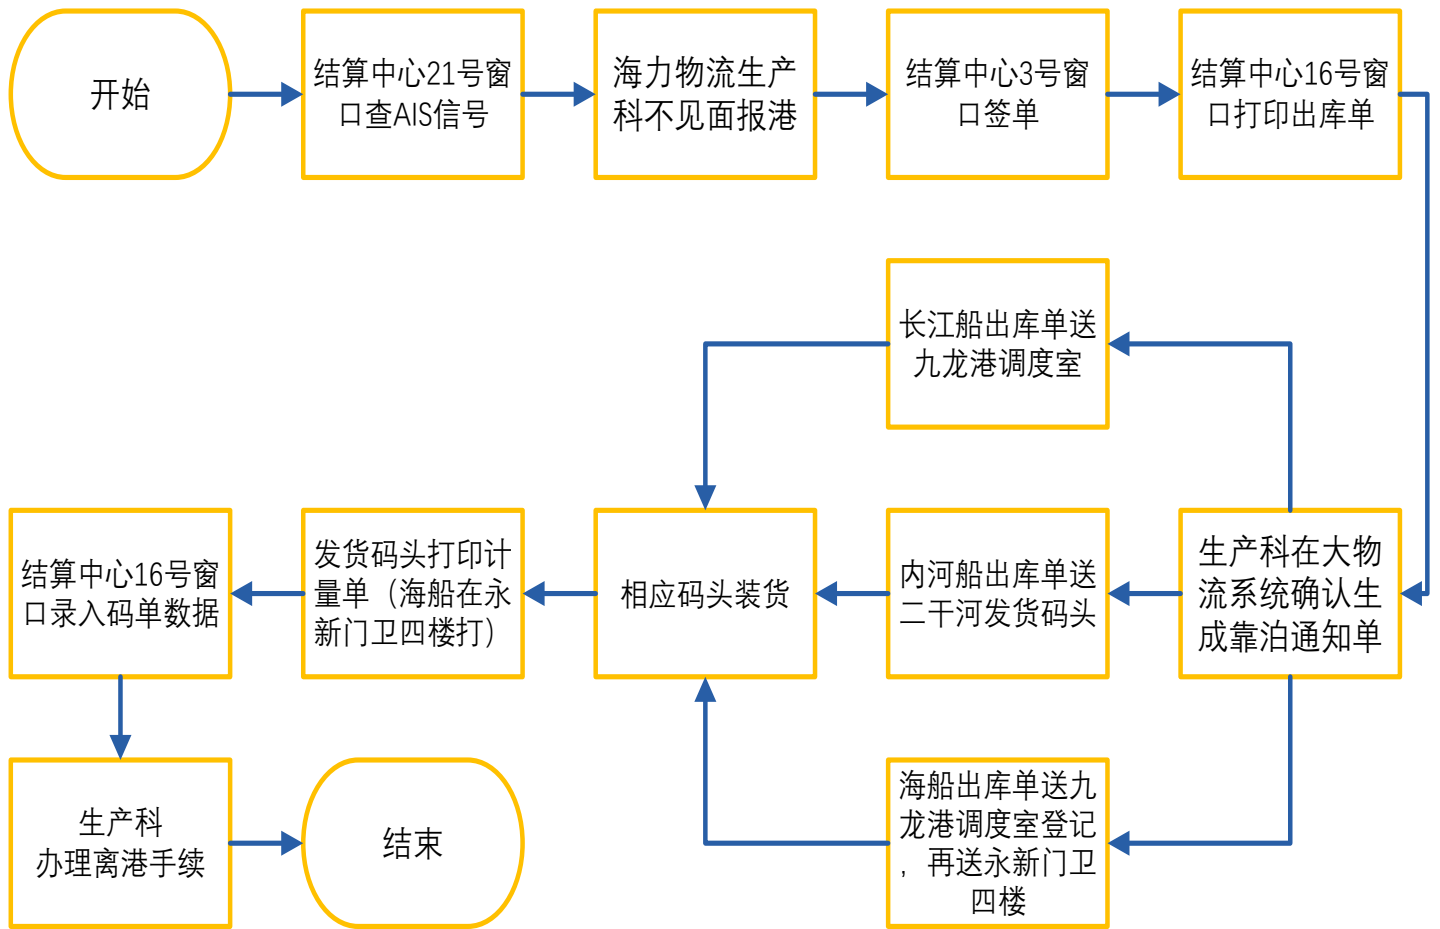 开始
结算中心21号窗
口查AIS信号
海力物流生产
科不见面报港
结算中心3号窗
口签单
结算中心16号窗
口打印出库单
长江船出库单送
九龙港调度室
结算中心16号窗
口录入码单数据
发货码头打印计
量单（海船在永
新门卫四楼打）
相应码头装货
内河船出库单送
二干河发货码头
生产科在大物
流系统确认生
成靠泊通知单
生产科
办理离港手续
结束
海船出库单送九
龙港调度室登记
，再送永新门卫
四楼